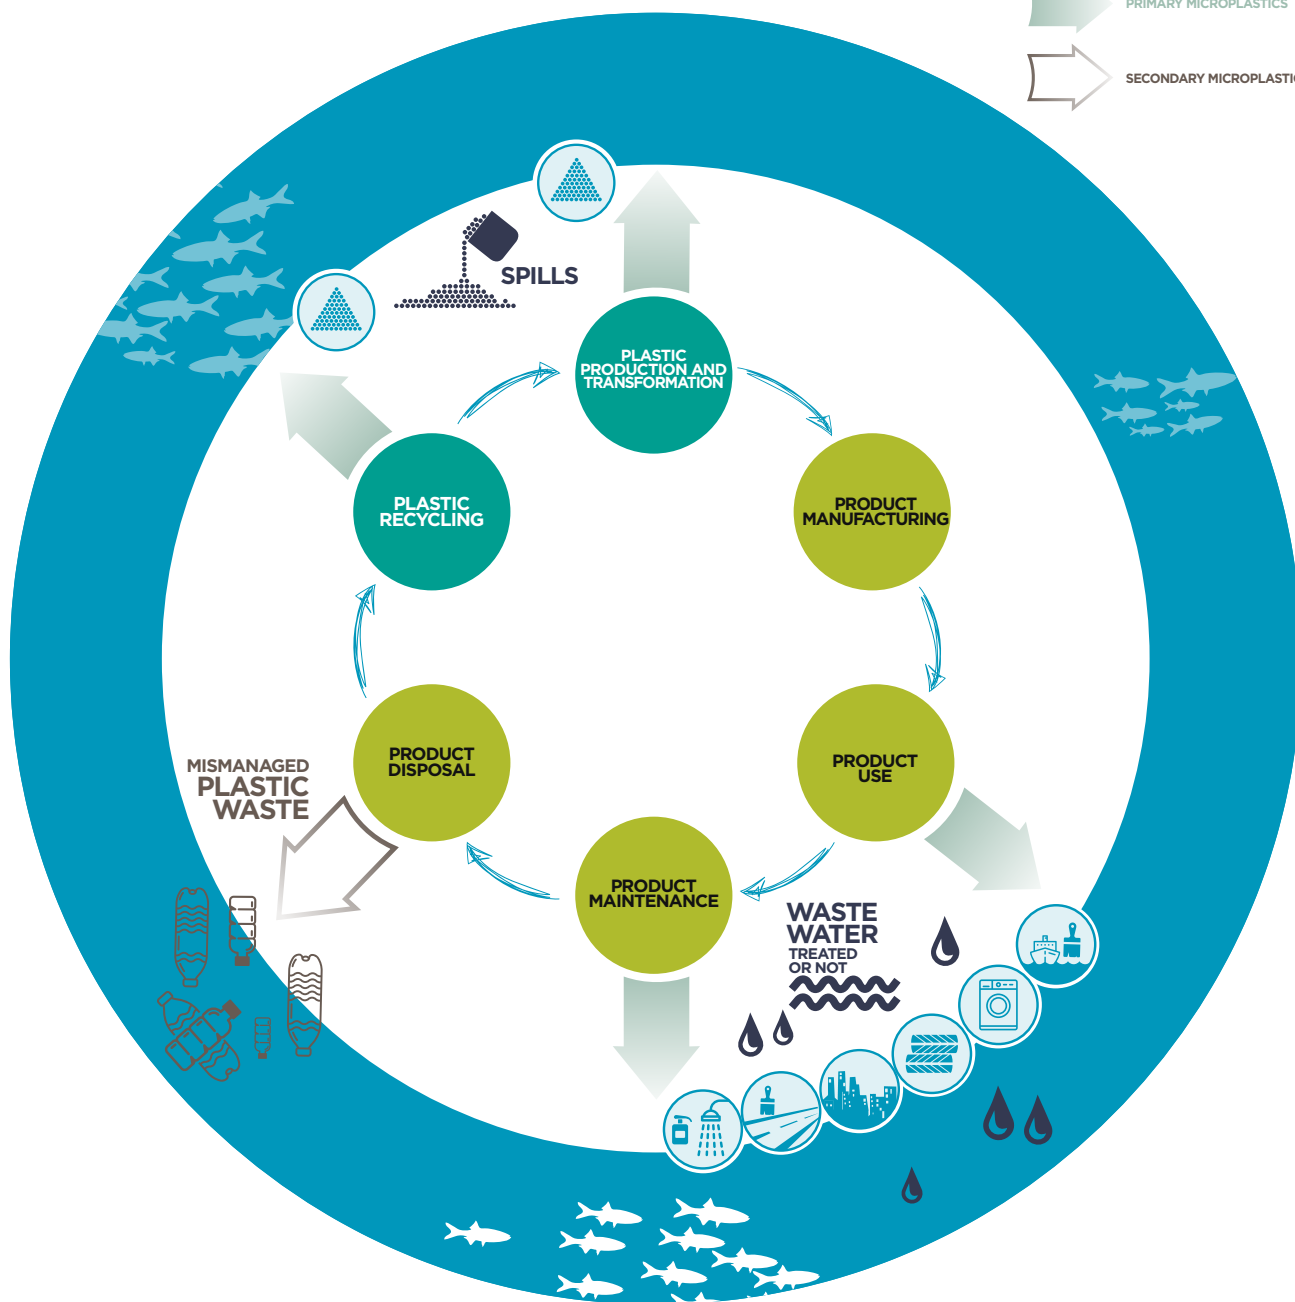 PRIMARY MICROPLASTICS
SECONDARY MICROPLASTIC
SPILLS
PLASTIC
PRODUCTION AND
TRANSFORMATION
PLASTIC
RECYCLING
PRODUCT
MANUFACTURING
MISMANAGED
PLASTIC
WASTE
PRODUCT
DISPOSAL
PRODUCT
USE
PRODUCT
MAINTENANCE
WASTE
WATER
TREATED
OR NOT